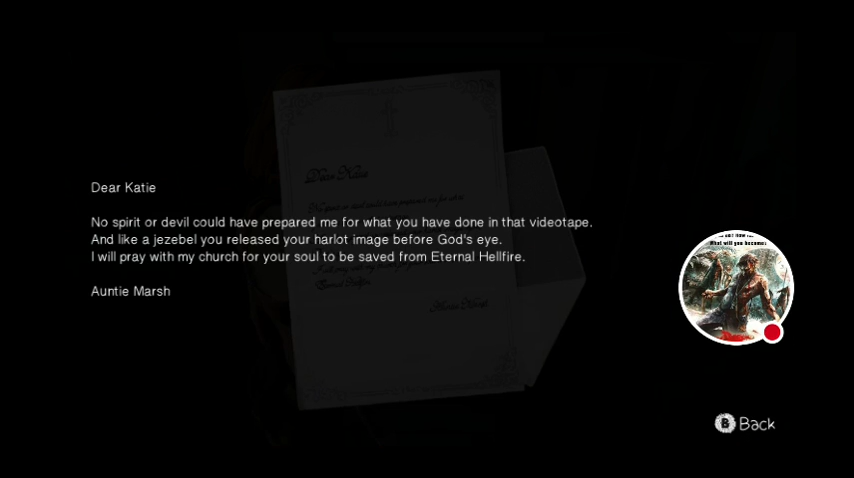 Dear Katie
No spirit or devil could have prepared me for what you have done in that videotape.
And like a jezebel you released your harlot image before God's eye.
I will pray with my church for your soul to be saved from Eternal Hellfire.
Auntie Marsh
What will you become?
B Back